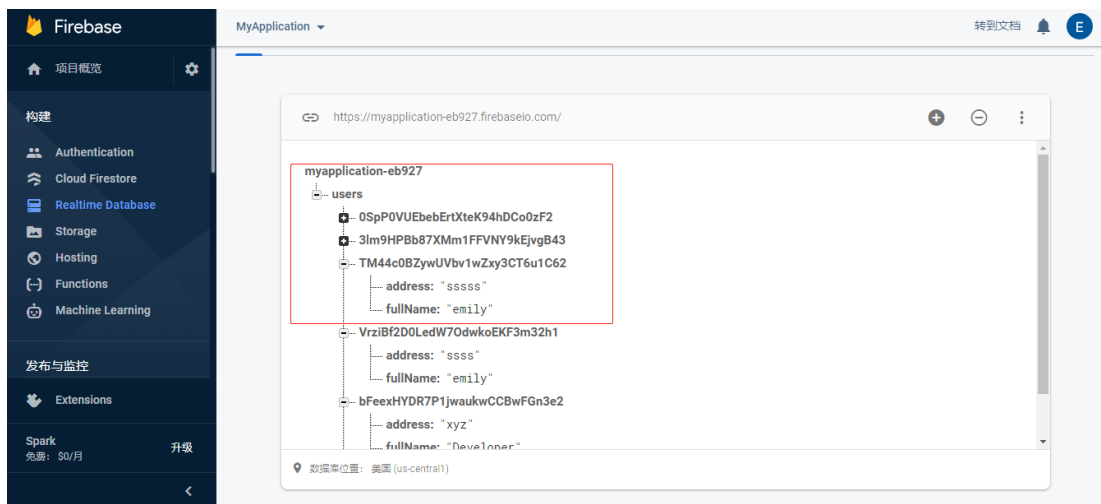 Firebase
MyApplication
转到文档
E
项目概览
构建
Authentication
Cloud Firestore
Realtime Database
Storage
Hosting
Functions
Machine Learning
发布与监控
Extensions
Spark
免费: $0/月
升级
https://myapplication-eb927.firebaseio.com/
myapplication-eb927
users
0SpP0VUEbebErtXteK94hDCo0zF2
3lm9HPBb87XMm1FFVNY9kEjvgB43
TM44c0BZywUVbv1wZxy3CT6u1C62
address: "sssss"
fullName: "emily"
VrziBf2D0LedW7OdwkoEKF3m32h1
address: "ssss"
fullName: "emily"
bFeexHYDR7P1jwaukwCCBwFGn3e2
address: "xyz"
fullName: "Developer"
数据库位置: 美国 (us-central1)